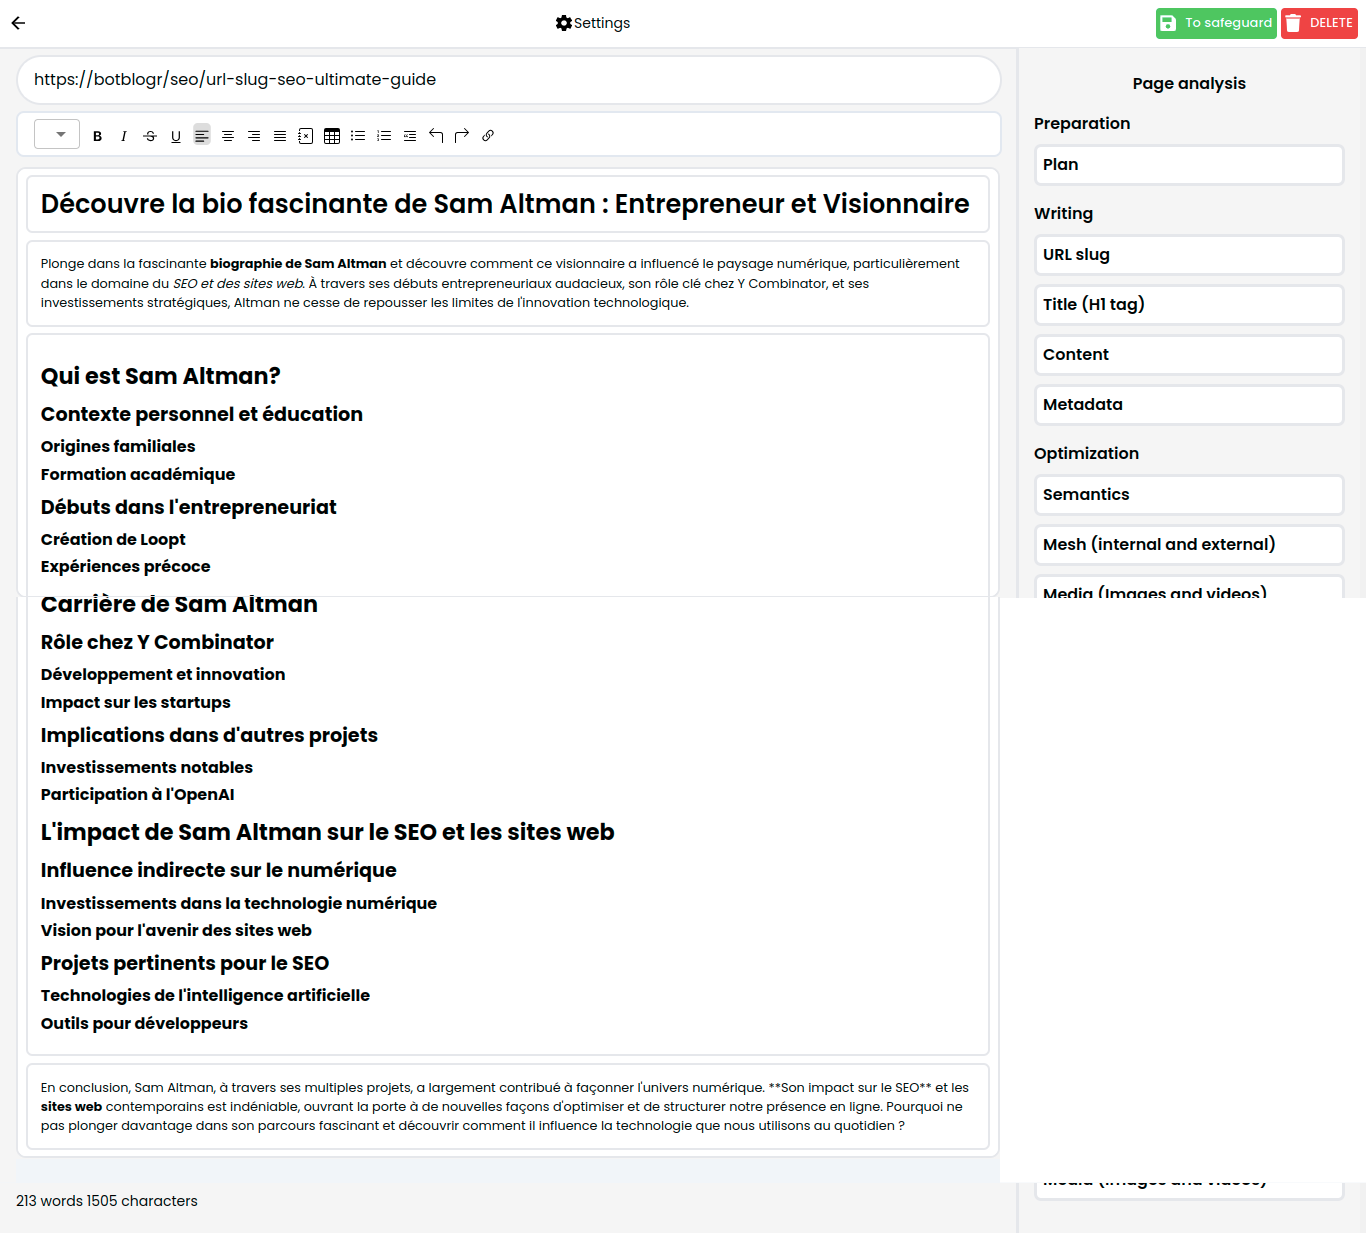 Settings
To safeguard
DELETE
https://botblogr/seo/url-slug-seo-ultimate-guide
B I S U
Découvre la bio fascinante de Sam Altman : Entrepreneur et Visionnaire
Plonge dans la fascinante biographie de Sam Altman et découvre comment ce visionnaire a influencé le paysage numérique, particulièrement
dans le domaine du SEO et des sites web. À travers ses débuts entrepreneuriaux audacieux, son rôle clé chez Y Combinator, et ses
investissements stratégiques, Altman ne cesse de repousser les limites de l'innovation technologique.
Qui est Sam Altman?
Contexte personnel et éducation
Origines familiales
Formation académique
Débuts dans l'entrepreneuriat
Création de Loopt
Expériences précoce
Carrière de Sam Altman
Rôle chez Y Combinator
Développement et innovation
Impact sur les startups
Implications dans d'autres projets
Investissements notables
Participation à l'OpenAI
L'impact de Sam Altman sur le SEO et les sites web
Influence indirecte sur le numérique
Investissements dans la technologie numérique
Vision pour l'avenir des sites web
Projets pertinents pour le SEO
Technologies de l'intelligence artificielle
Outils pour développeurs
En conclusion, Sam Altman, à travers ses multiples projets, a largement contribué à façonner l'univers numérique. **Son impact sur le SEO** et les
sites web contemporains est indéniable, ouvrant la porte à de nouvelles façons d'optimiser et de structurer notre présence en ligne. Pourquoi ne
pas plonger davantage dans son parcours fascinant et découvrir comment il influence la technologie que nous utilisons au quotidien ?
213 words 1505 characters
Page analysis
Preparation
Plan
Writing
URL slug
Title (H1 tag)
Content
Metadata
Optimization
Semantics
Mesh (internal and external)
Media (Images and videos)
Media (Images and videos)